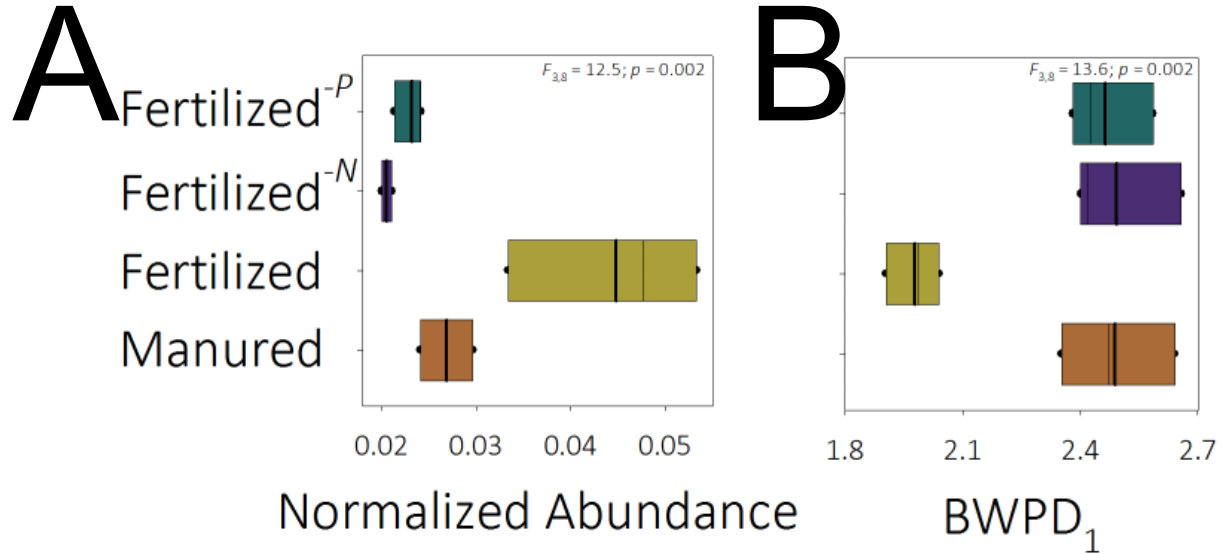 A
F3,8 = 12.5; p = 0.002
Fertilized-P
Fertilized-N
Fertilized
Manured
0.02 0.03 0.04 0.05
Normalized Abundance
B
F3,8 = 13.6; p = 0.002
1.8 2.1 2.4 2.7
BWPD1